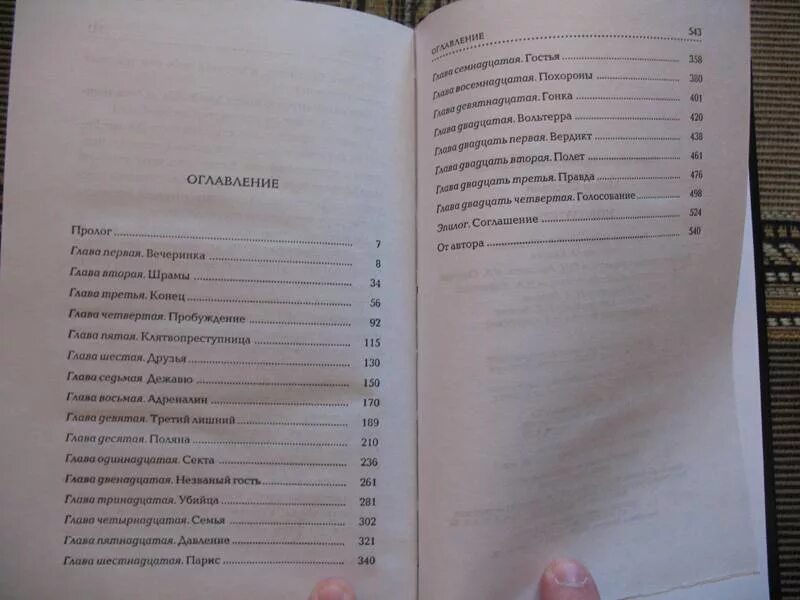 ОГЛАВЛЕНИЕ
Пролог 7
Глава первая. Вечеринка 8
Глава вторая. Шрамы 34
Глава третья. Конец 56
Глава четвертая. Пробуждение 92
Глава пятая. Клятвопреступница 115
Глава шестая. Друзья 130
Глава седьмая. Дежавю 150
Глава восьмая. Адреналин 170
Глава девятая. Третий лишний 189
Глава десятая. Поляна 210
Глава одиннадцатая. Секта 236
Глава двенадцатая. Незваный гость 261
Глава тринадцатая. Убийца 281
Глава четырнадцатая. Семья 302
Глава пятнадцатая. Давление 321
Глава шестнадцатая. Парис 340
ОГЛАВЛЕНИЕ 543
Глава семнадцатая. Гостья 358
Глава восемнадцатая. Похороны 380
Глава девятнадцатая. Гонка 401
Глава двадцатая. Вольтерра 420
Глава двадцать первая. Вердикт 438
Глава двадцать вторая. Полет 461
Глава двадцать третья. Правда 476
Глава двадцать четвертая. Голосование 498
Эпилог. Соглашение 524
От автора 540